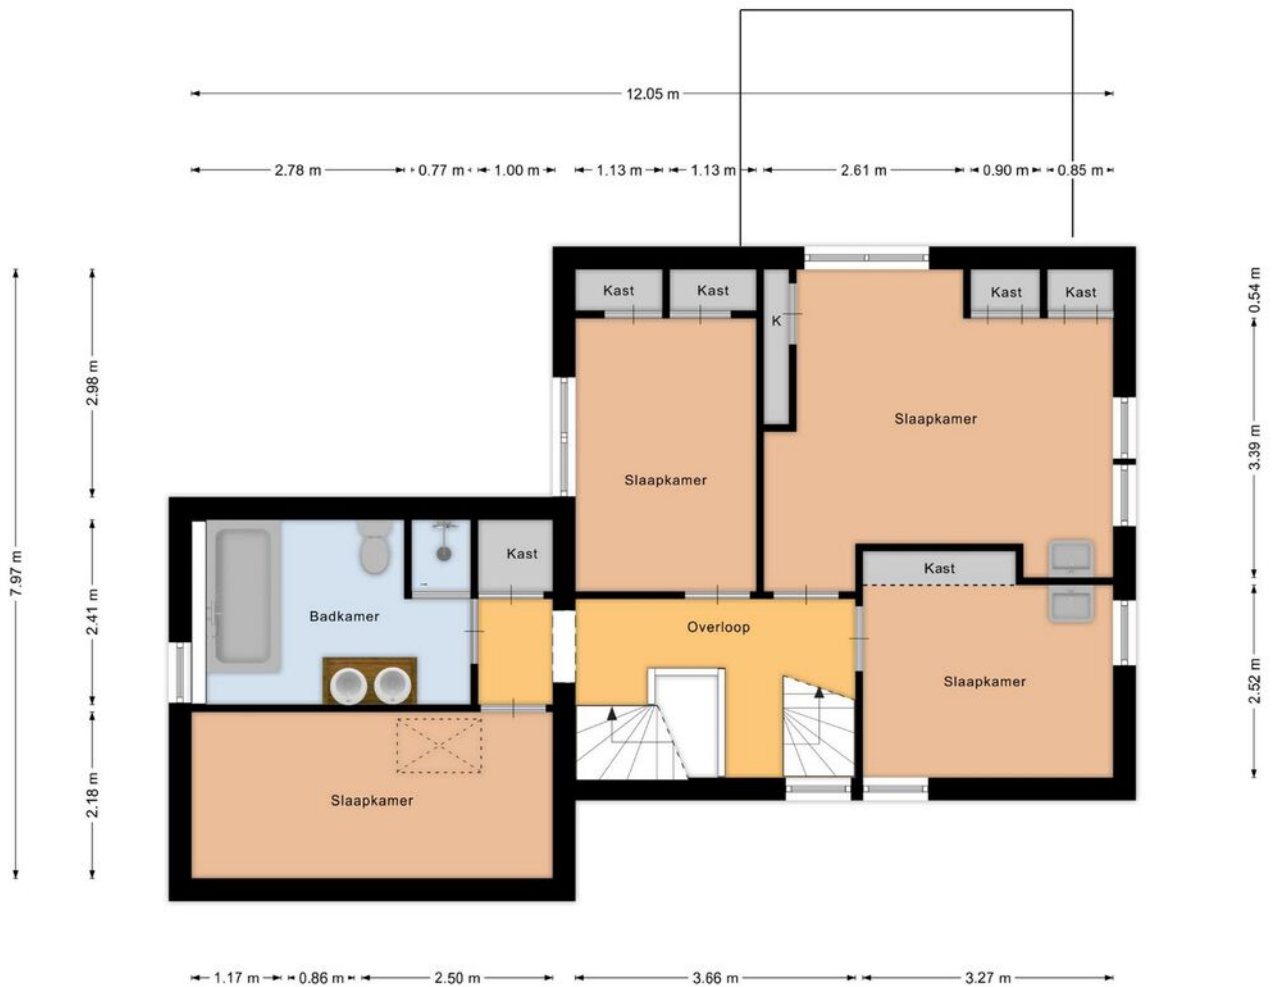 12.05 m
2.78 m
0.77 m
1.00 m
1.13 m
1.13 m
2.61 m
0.90 m
0.85 m
7.97 m
2.98 m
2.41 m
2.18 m
0.54 m
3.39 m
2.52 m
Kast
Kast
K
Kast
Kast
Slaapkamer
Slaapkamer
Kast
Kast
Badkamer
Overloop
Slaapkamer
Slaapkamer
1.17 m
0.86 m
2.50 m
3.66 m
3.27 m